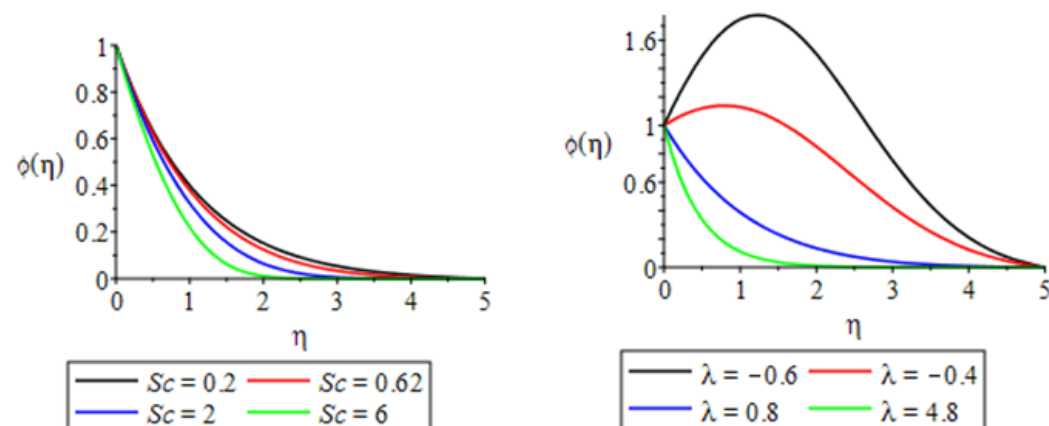 1
0.8
0.6
φ(η)
0.4
0.2
0
0 1 2 3 4 5
η
Sc = 0.2 Sc = 0.62
Sc = 2 Sc = 6
1.6
1
φ(η)
0.6
0
0 1 2 3 4 5
η
λ = −0.6 λ = −0.4
λ = 0.8 λ = 4.8